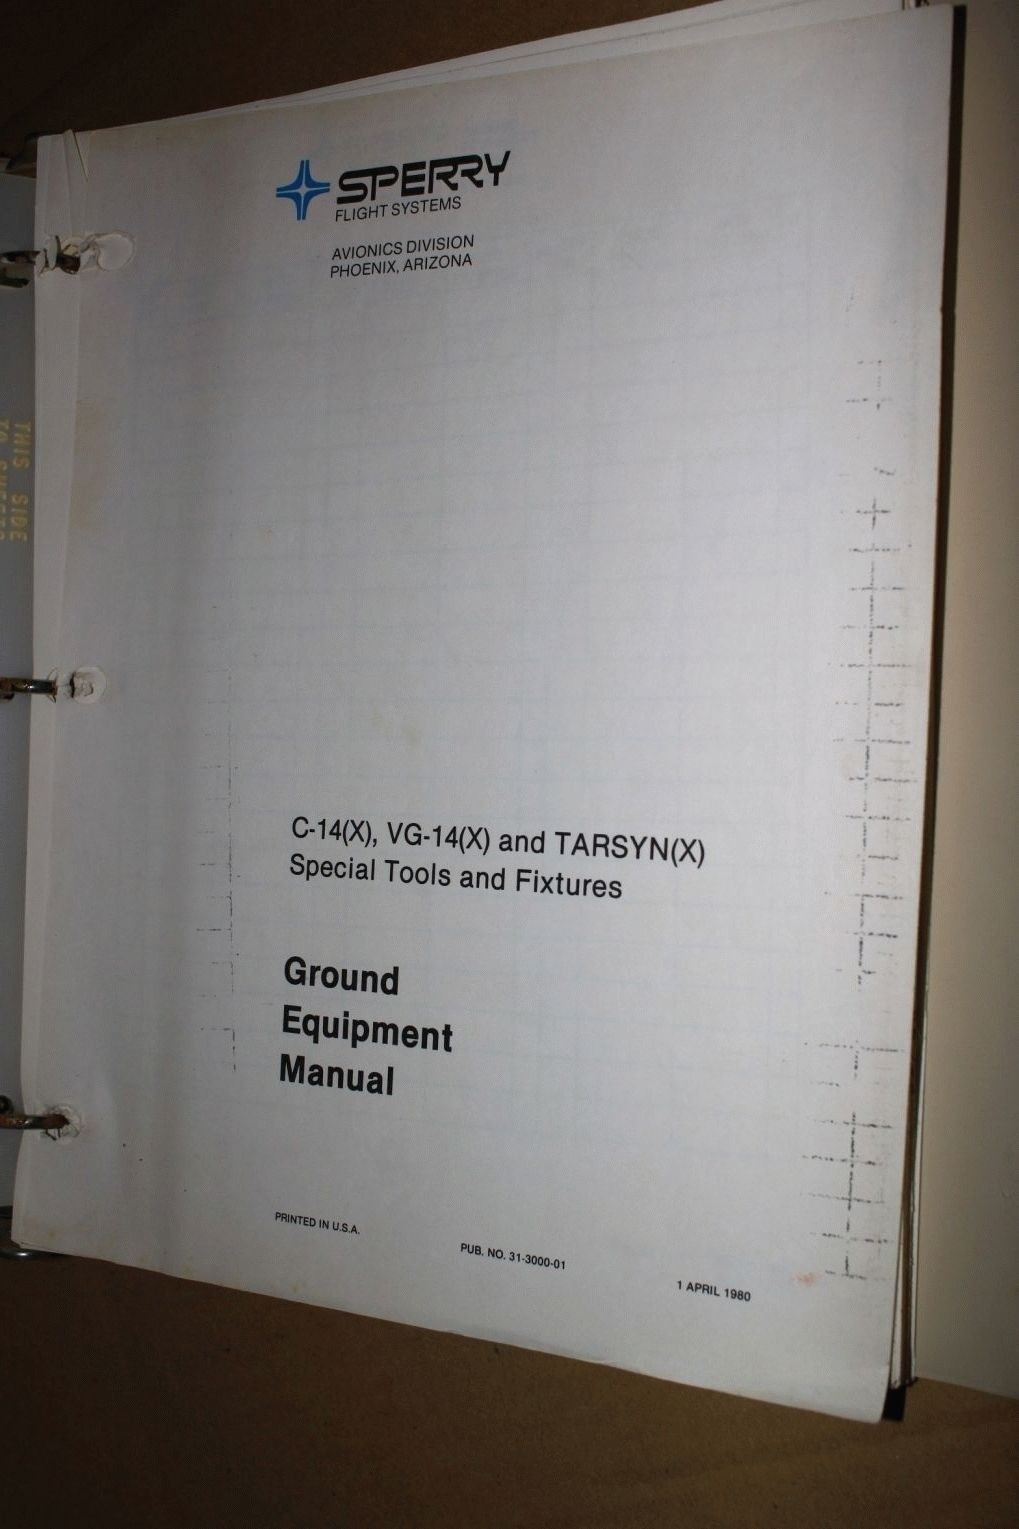 SPERRY
FLIGHT SYSTEMS
AVIONICS DIVISION
PHOENIX, ARIZONA
THIS SIDE
TO
C-14(X), VG-14(X) and TARSYN(X)
Special Tools and Fixtures
Ground
Equipment
Manual
PRINTED IN U.S.A.
PUB. NO. 31-3000-01
1 APRIL 1980